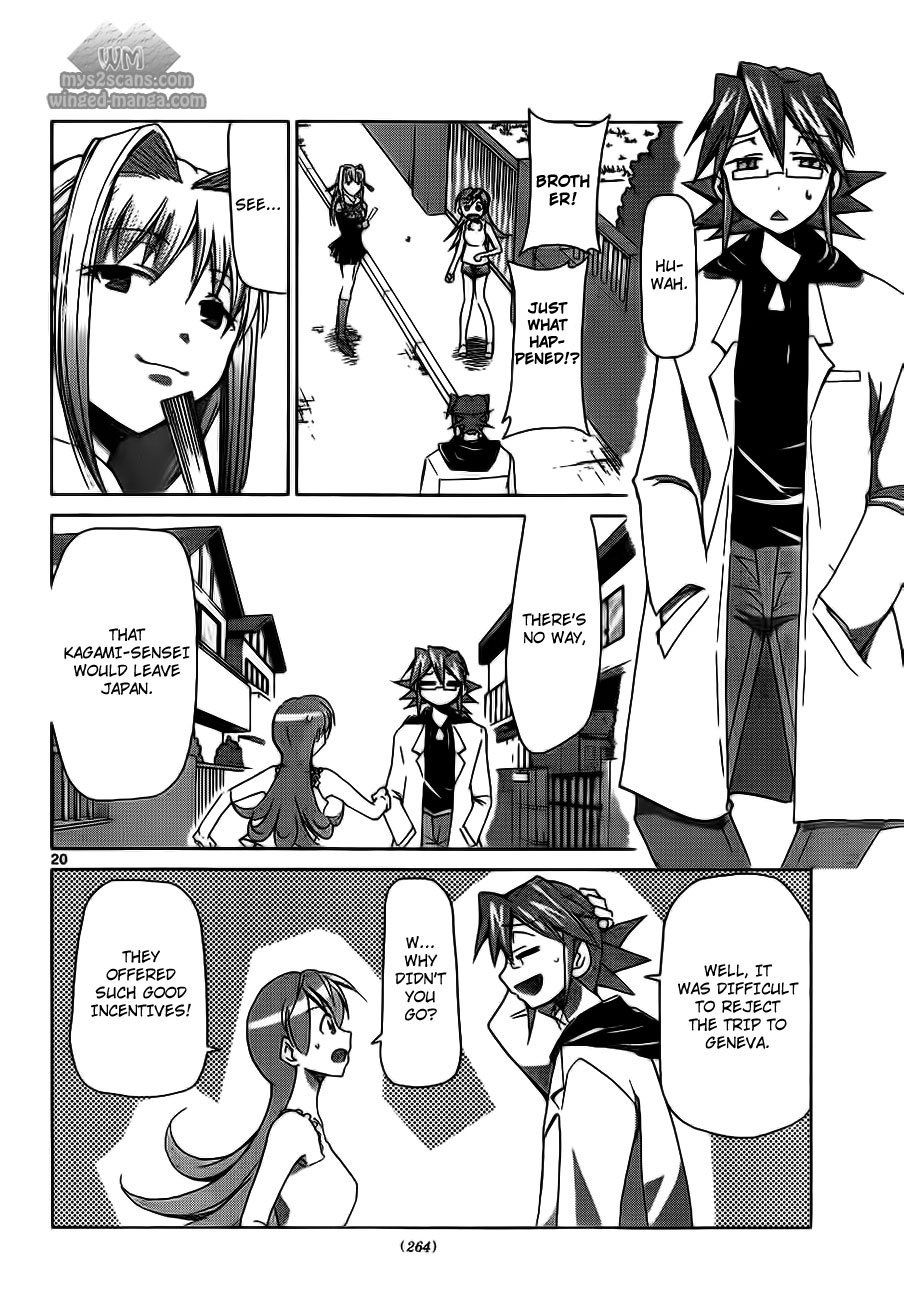 WM
mys2scans.com
winged-manga.com
HU-
WAH.
BROTH
ER!
JUST
WHAT
HAP-
PENED!?
SEE...
THERE'S
NO WAY,
THAT
KAGAMI-SENSEI
WOULD LEAVE
JAPAN.
20
WELL, IT
WAS DIFFICULT
TO REJECT
THE TRIP TO
GENEVA.
W...
WHY
DIDN'T
YOU
GO?
THEY
OFFERED
SUCH GOOD
INCENTIVES!
(264)